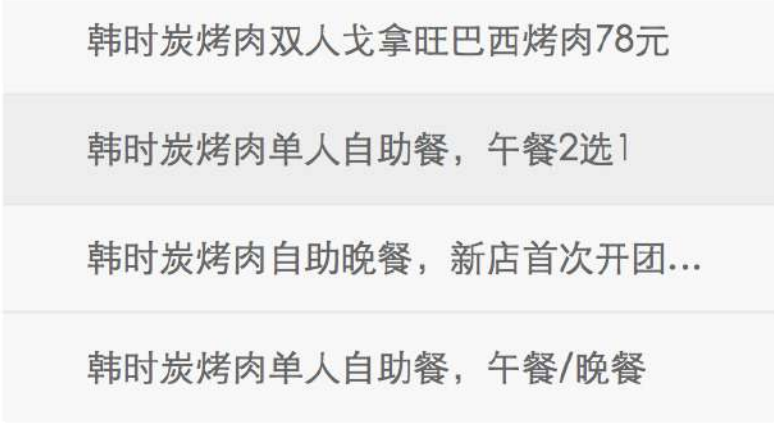 韩时炭烤肉双人戈拿旺巴西烤肉78元
韩时炭烤肉单人自助餐，午餐2选1
韩时炭烤肉自助晚餐，新店首次开团...
韩时炭烤肉单人自助餐，午餐/晚餐